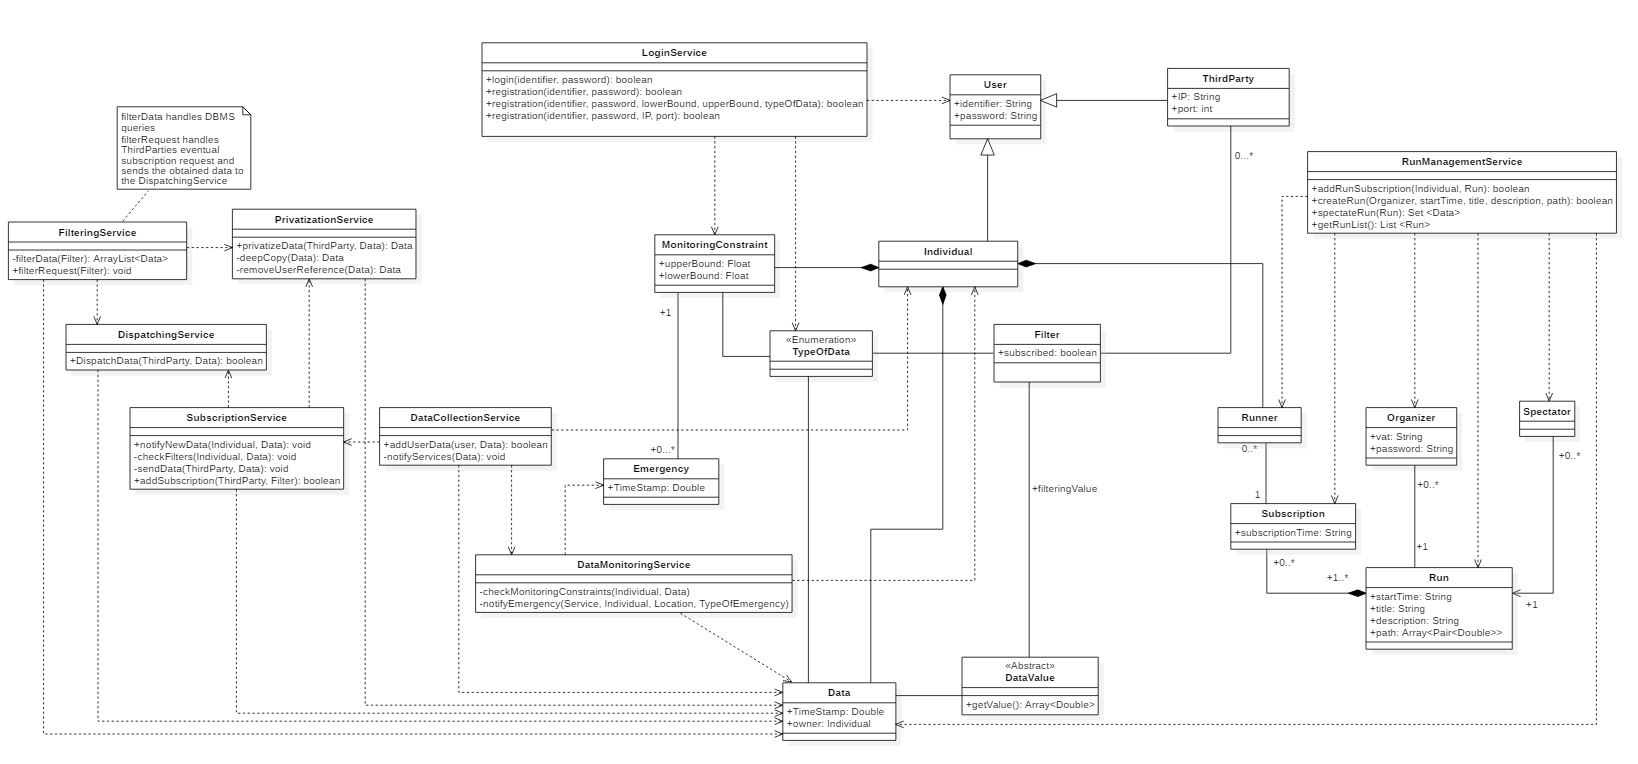 LoginService
+login(identifier, password): boolean
+registration(identifier, password): boolean
+registration(identifier, password, lowerBound, upperBound, typeOfData): boolean
+registration(identifier, password, IP, port): boolean
User
+identifier: String
+password: String
ThirdParty
+IP: String
+port: int
0...*
filterData handles DBMS
queries
filterRequest handles
ThirdParties eventual
subscription request and
sends the obtained data to
the DispatchingService
RunManagementService
+addRunSubscription(Individual, Run): boolean
+createRun(Organizer, startTime, title, description, path): boolean
+spectateRun(Run): Set <Data>
+getRunList(): List <Run>
FilteringService
-filterData(Filter): ArrayList<Data>
+filterRequest(Filter): void
PrivatizationService
+privatizeData(ThirdParty, Data): Data
-deepCopy(Data): Data
-removeUserReference(Data): Data
MonitoringConstraint
+upperBound: Float
+lowerBound: Float
+1
Individual
DispatchingService
+DispatchData(ThirdParty, Data): boolean
«Enumeration»
TypeOfData
Filter
+subscribed: boolean
SubscriptionService
+notifyNewData(Individual, Data): void
-checkFilters(Individual, Data): void
-sendData(ThirdParty, Data): void
+addSubscription(ThirdParty, Filter): boolean
DataCollectionService
+addUserData(user, Data): boolean
-notifyServices(Data): void
+0...*
Emergency
+TimeStamp: Double
+filteringValue
Runner
0..*
1
Organizer
+vat: String
+password: String
+0..*
+1
Spectator
+0..*
+1
Subscription
+subscriptionTime: String
+0..*
+1..*
Run
+startTime: String
+title: String
+description: String
+path: Array<Pair<Double>>
DataMonitoringService
-checkMonitoringConstraints(Individual, Data)
-notifyEmergency(Service, Individual, Location, TypeOfEmergency)
Data
+TimeStamp: Double
+owner: Individual
«Abstract»
DataValue
+getValue(): Array<Double>